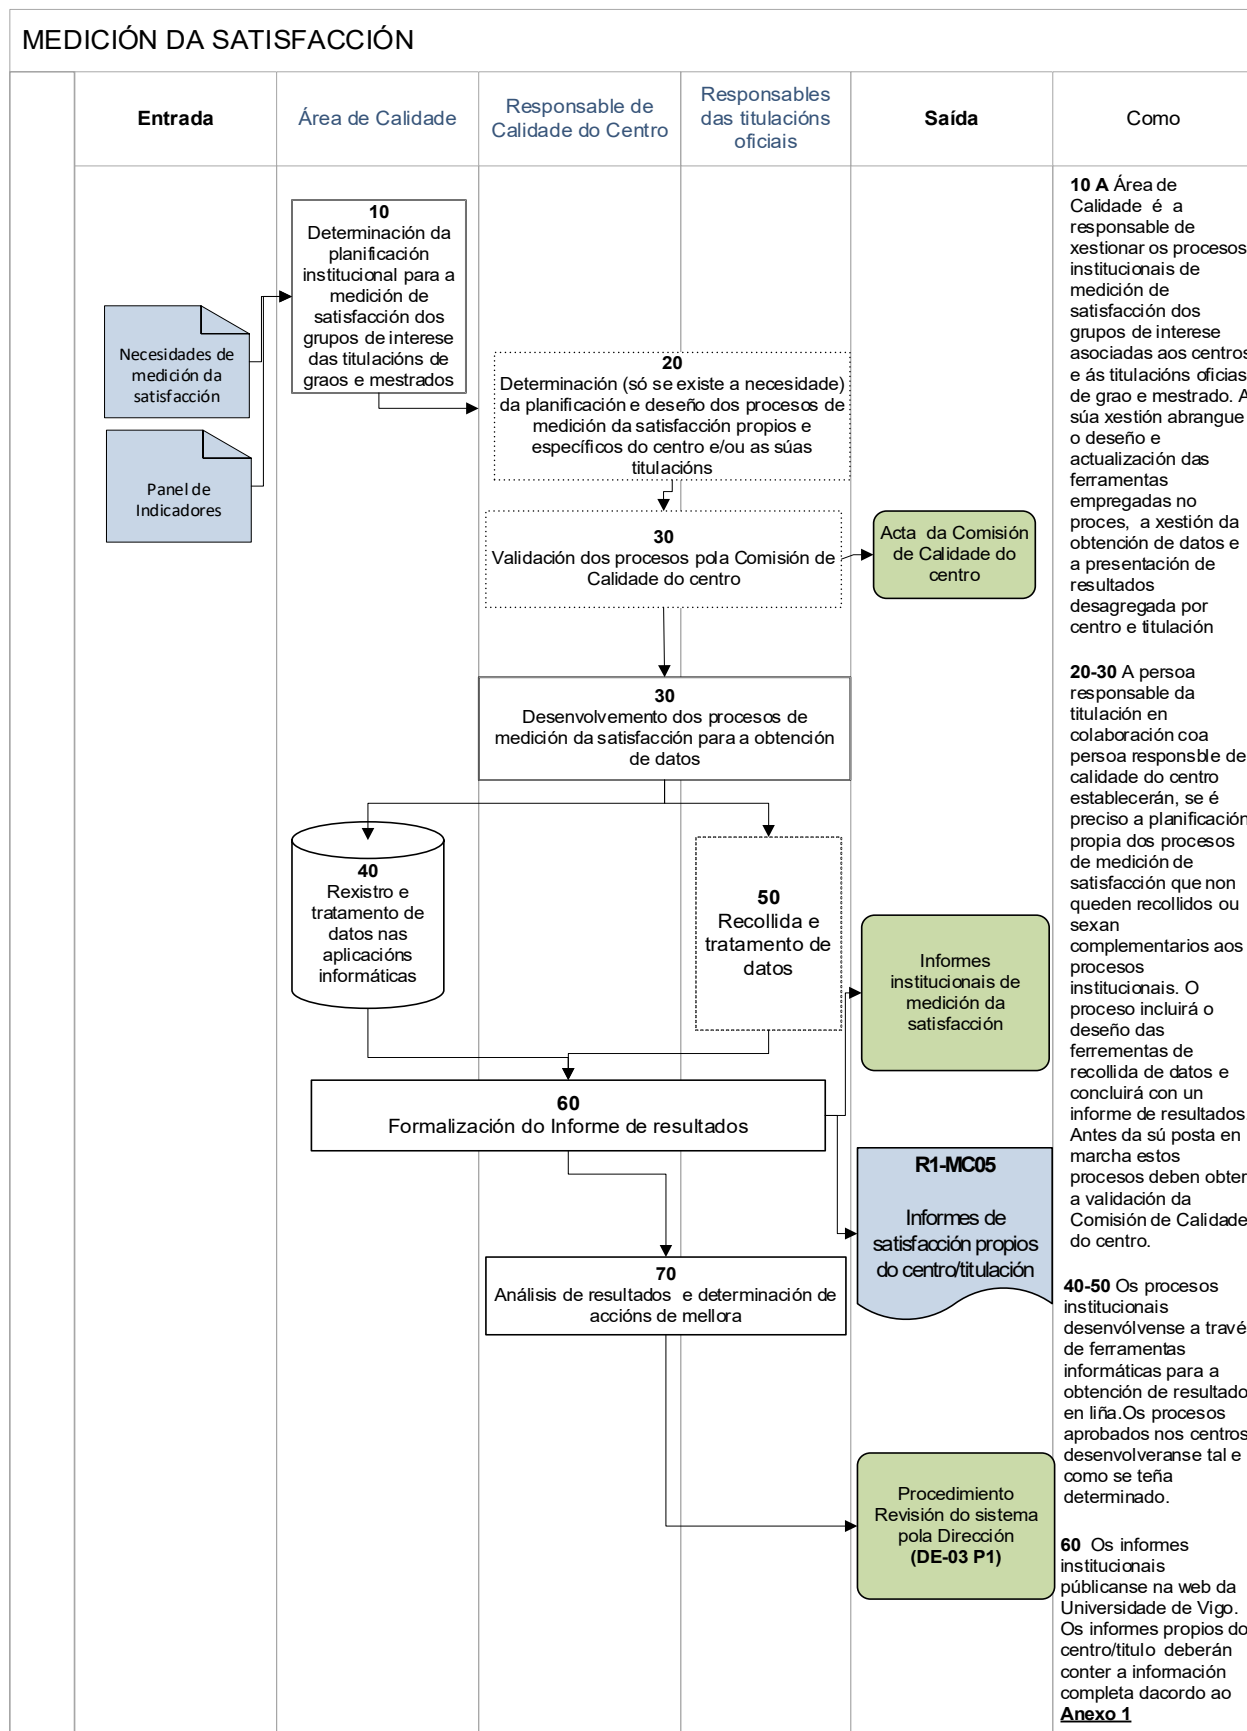 MEDICIÓN DA SATISFACCIÓN
Entrada
Área de Calidade
Responsable de
Calidade do Centro
Responsables
das titulacións
oficiais
Saída
Como
10
Determinación da
planificación
institucional para a
medición de
satisfacción dos
grupos de interese
das titulacións de
graos e mestrados
Necesidades de
medición da
satisfacción
Panel de
Indicadores
20
Determinación (só se existe a necesidade)
da planificación e deseño dos procesos de
medición da satisfacción propios e
específicos do centro e/ou as súas
titulacións
30
Validación dos procesos pola Comisión de
Calidade do centro
Acta da Comisión
de Calidade do
centro
30
Desenvolvemento dos procesos de
medición da satisfacción para a obtención
de datos
40
Rexistro e
tratamento de
datos nas
aplicacións
informáticas
50
Recollida e
tratamento de
datos
Informes
institucionais de
medición da
satisfacción
60
Formalización do Informe de resultados
R1-MC05
Informes de
satisfacción propios
do centro/titulación
70
Análisis de resultados e determinación de
accións de mellora
Procedimiento
Revisión do sistema
pola Dirección
(DE-03 P1)
10 A Área de
Calidade é a
responsable de
xestionar os procesos
institucionais de
medición de
satisfacción dos
grupos de interese
asociadas aos centros
e ás titulacións oficias
de grao e mestrado. A
súa xestión abrangue
o deseño e
actualización das
ferramentas
empregadas no
proces, a xestión da
obtención de datos e
a presentación de
resultados
desagregada por
centro e titulación
20-30 A persoa
responsable da
titulación en
colaboración coa
persoa responsble de
calidade do centro
establecerán, se é
preciso a planificación
propia dos procesos
de medición de
satisfacción que non
queden recollidos ou
sexan
complementarios aos
procesos
institucionais. O
proceso incluirá o
deseño das
ferrementas de
recollida de datos e
concluirá con un
informe de resultados
Antes da sú posta en
marcha estos
procesos deben obter
a validación da
Comisión de Calidade
do centro.
40-50 Os procesos
institucionais
desenvólvense a travé
de ferramentas
informáticas para a
obtención de resultado
en liña.Os procesos
aprobados nos centros
desenvolveranse tal e
como se teña
determinado.
60 Os informes
institucionais
públicanse na web da
Universidade de Vigo.
Os informes propios do
centro/titulo deberán
conter a información
completa dacordo ao
Anexo 1